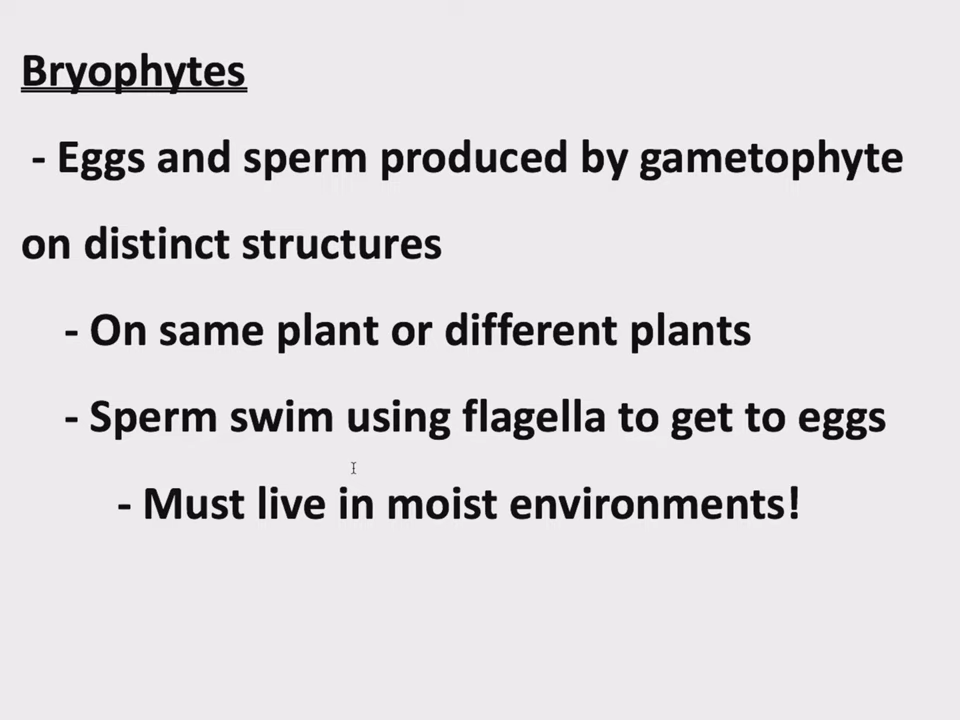 Bryophytes
- Eggs and sperm produced by gametophyte
on distinct structures
- On same plant or different plants
- Sperm swim using flagella to get to eggs
- Must live in moist environments!